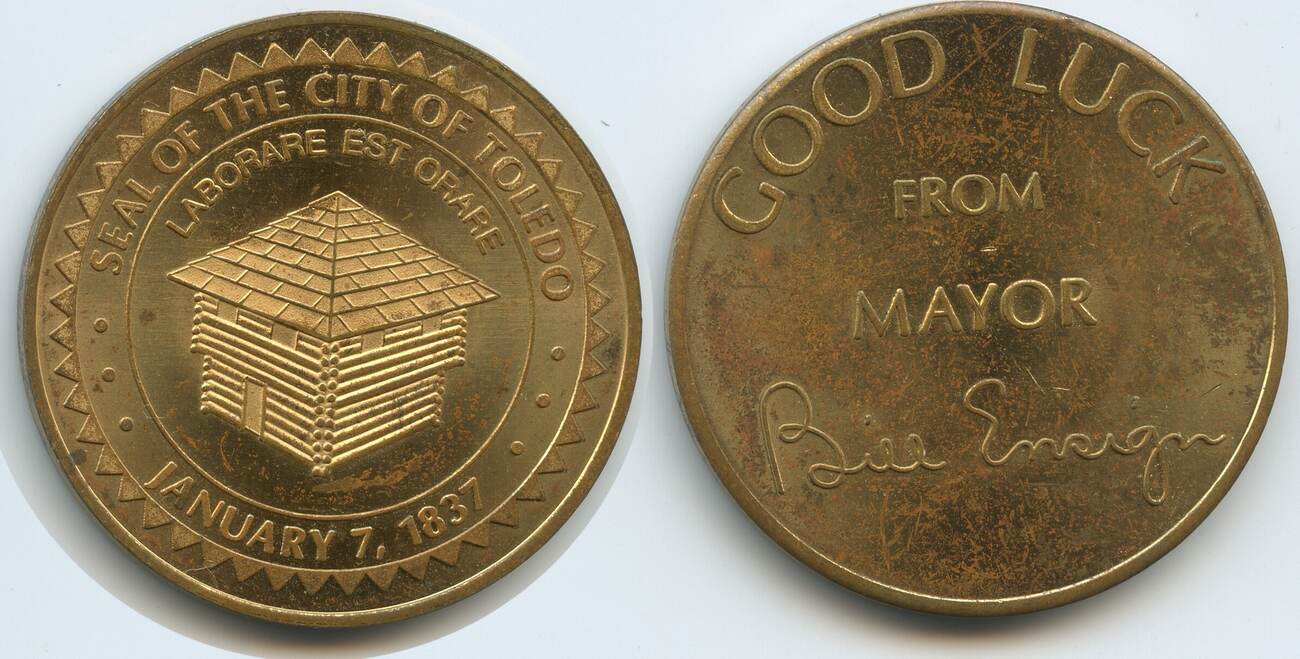 SEAL OF THE CITY OF TOLEDO
LABORARE EST ORARE
JANUARY 7, 1837
GOOD LUCK
FROM
MAYOR
Bill Ensign